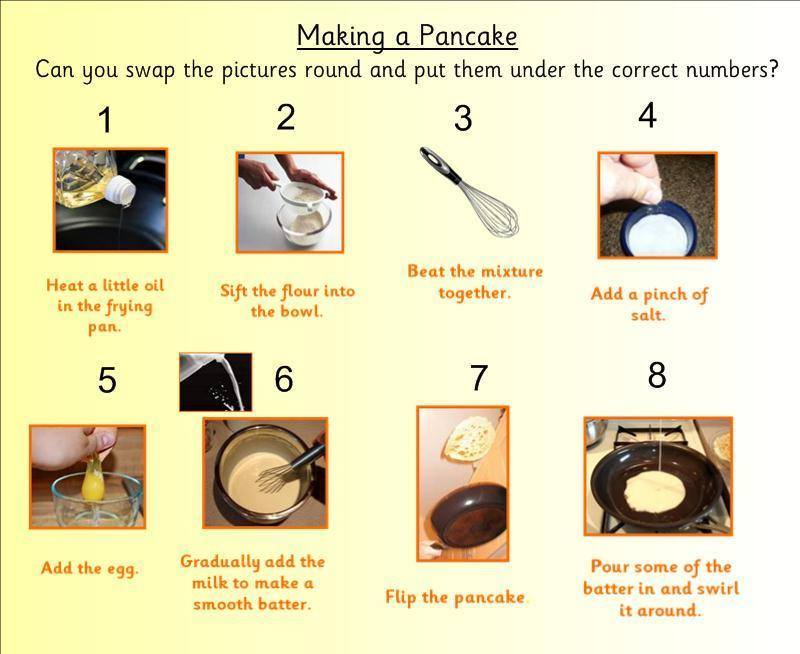 Making a Pancake
Can you swap the pictures round and put them under the correct numbers?
1
2
3
4
Heat a little oil
in the frying
pan.
Sift the flour into
the bowl.
Beat the mixture
together.
Add a pinch of
salt.
5
6
7
8
Add the egg.
Gradually add the
milk to make a
smooth batter.
Flip the pancake
Pour some of the
batter in and swirl
it around.